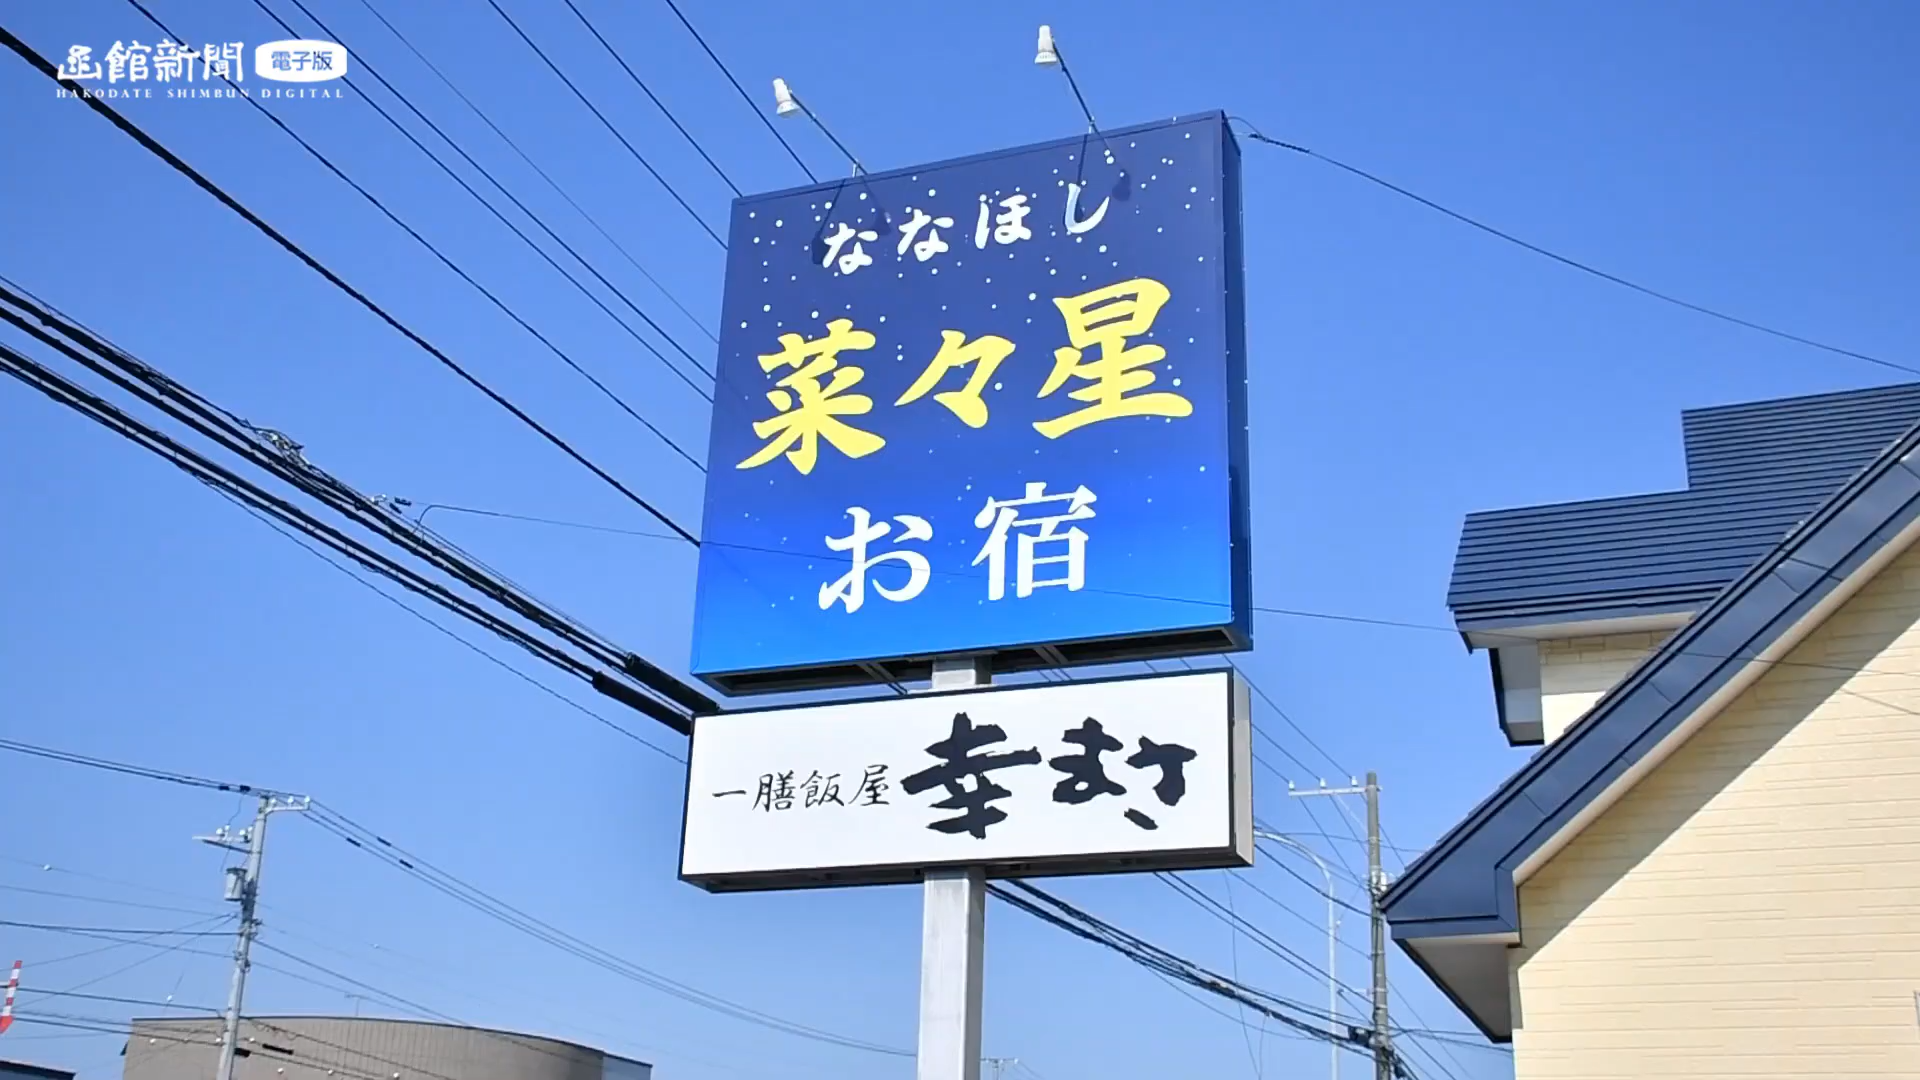 函館新聞 電子版
HAKODATE SHIMBUN DIGITAL
ななほし
菜々星
お宿
一膳飯屋 幸まさ